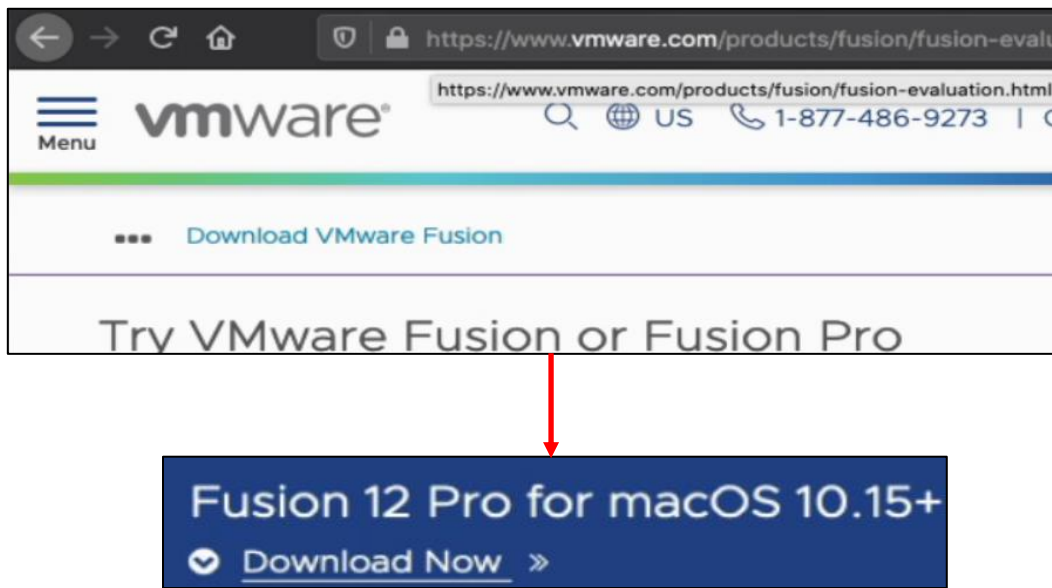 https://www.vmware.com/products/fusion/fusion-evalu
https://www.vmware.com/products/fusion/fusion-evaluation.html
Menu
vmware®
US 1-877-486-9273 |
Download VMware Fusion
Try VMware Fusion or Fusion Pro
Fusion 12 Pro for macOS 10.15+
Download Now »